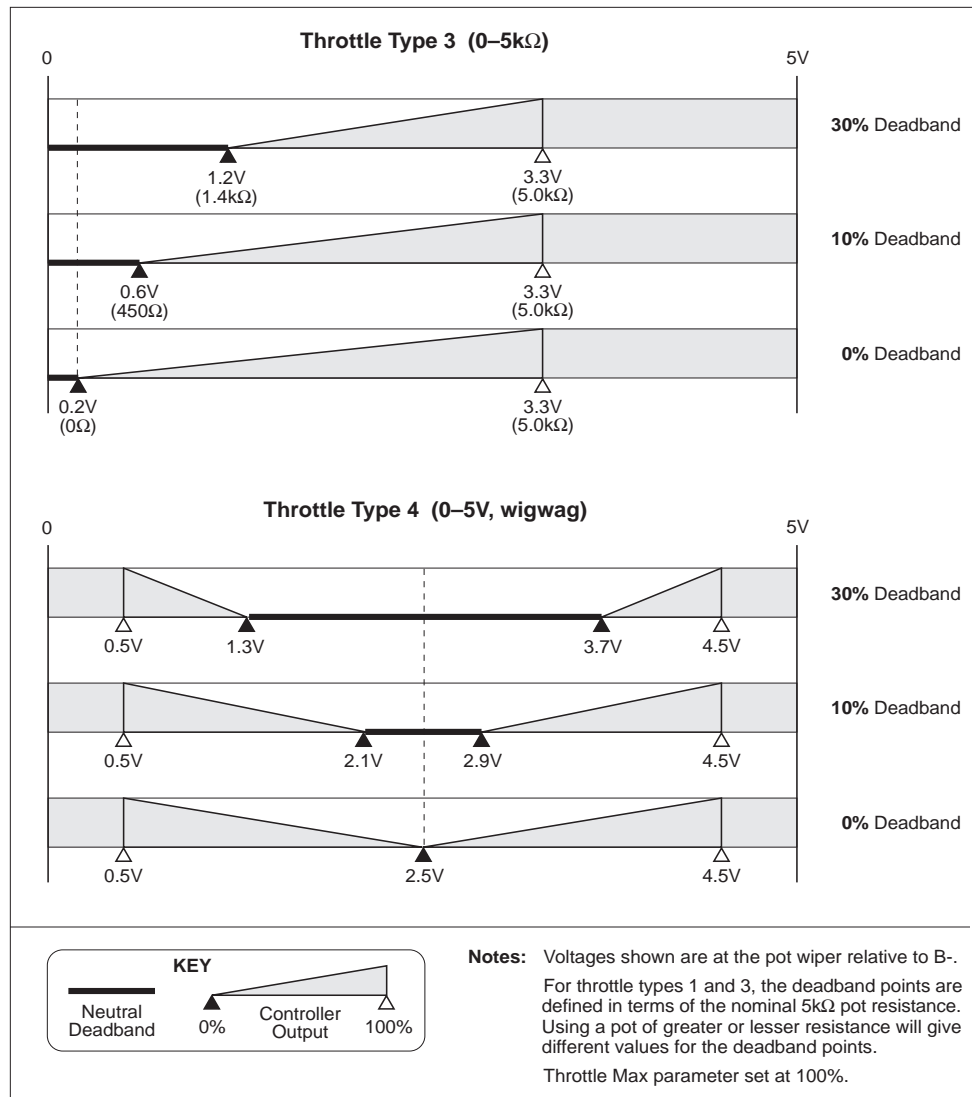 Throttle Type 3 (0–5kΩ)
0 5V
30% Deadband
1.2V 3.3V
(1.4kΩ) (5.0kΩ)
10% Deadband
0.6V 3.3V
(450Ω) (5.0kΩ)
0% Deadband
0.2V 3.3V
(0Ω) (5.0kΩ)
Throttle Type 4 (0–5V, wigwag)
0 5V
30% Deadband
0.5V 1.3V 3.7V 4.5V
10% Deadband
0.5V 2.1V 2.9V 4.5V
0% Deadband
0.5V 2.5V 4.5V
KEY
Neutral
Deadband
0% Controller
Output 100%
Notes: Voltages shown are at the pot wiper relative to B-.
For throttle types 1 and 3, the deadband points are
defined in terms of the nominal 5kΩ pot resistance.
Using a pot of greater or lesser resistance will give
different values for the deadband points.
Throttle Max parameter set at 100%.